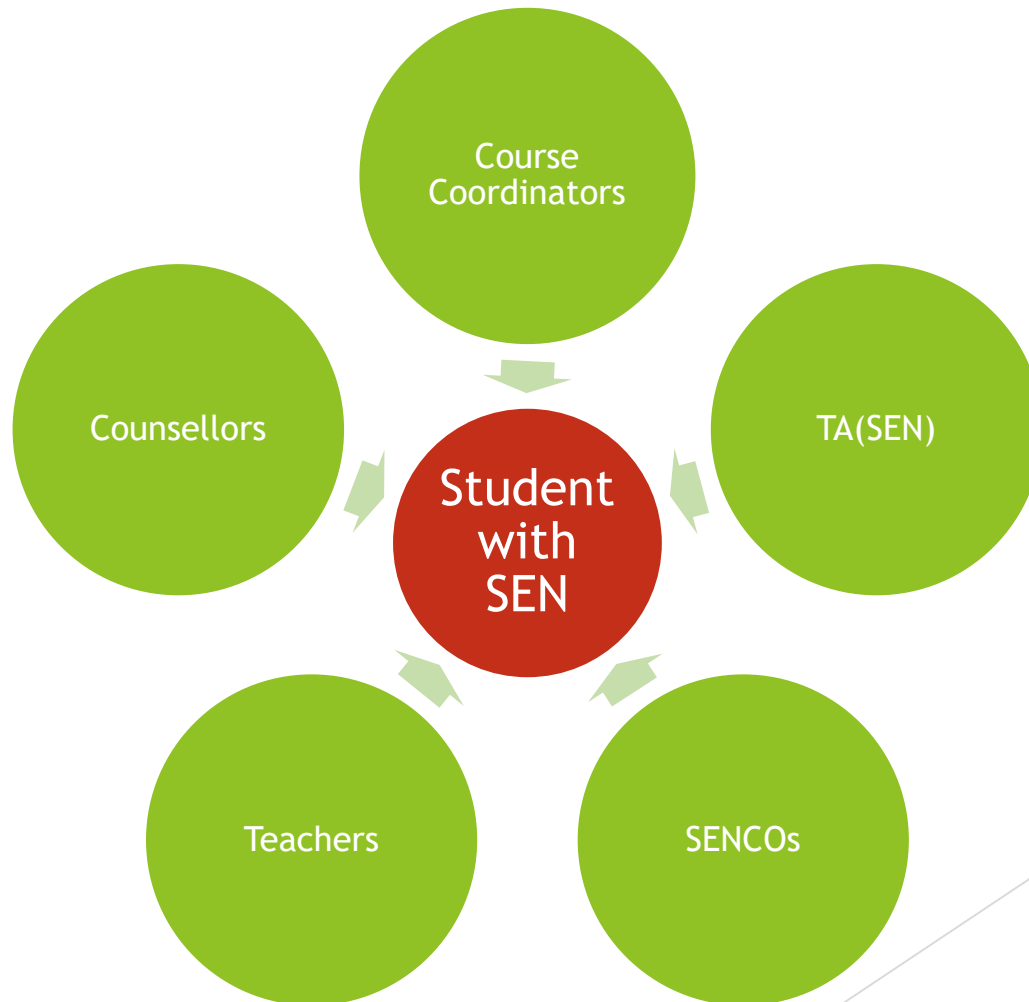 Course
Coordinators
Counsellors
TA(SEN)
Student
with
SEN
Teachers
SENCOs